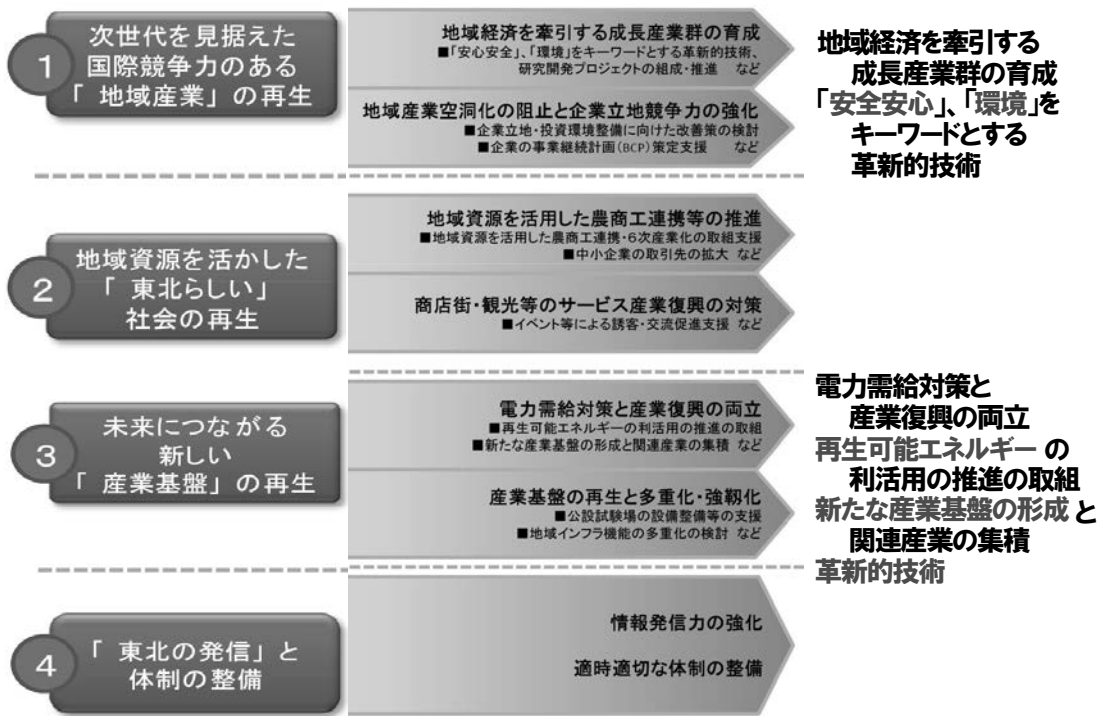 1
次世代を見据えた
国際競争力のある
「 地域産業」の再生
地域経済を牽引する成長産業群の育成
■「安心安全」、「環境」をキーワードとする革新的技術、
研究開発プロジェクトの組成・推進 など
地域産業空洞化の阻止と企業立地競争力の強化
■企業立地・投資環境整備に向けた改善策の検討
■企業の事業継続計画(BCP)策定支援 など
地域経済を牽引する
成長産業群の育成
「安全安心」、「環境」を
キーワードとする
革新的技術
2
地域資源を活かした
「 東北らしい」
社会の再生
地域資源を活用した農商工連携等の推進
■地域資源を活用した農商工連携・6次産業化の取組支援
■中小企業の取引先の拡大 など
商店街・観光等のサービス産業復興の対策
■イベント等による誘客・交流促進支援 など
3
未来につながる
新しい
「 産業基盤」の再生
電力需給対策と産業復興の両立
■再生可能エネルギーの利活用の推進の取組
■新たな産業基盤の形成と関連産業の集積 など
産業基盤の再生と多重化・強靱化
■公設試験場の設備整備等の支援
■地域インフラ機能の多重化の検討 など
電力需給対策と
産業復興の両立
再生可能エネルギー の
利活用の推進の取組
新たな産業基盤の形成 と
関連産業の集積
革新的技術
4
「 東北の発信」と
体制の整備
情報発信力の強化
適時適切な体制の整備